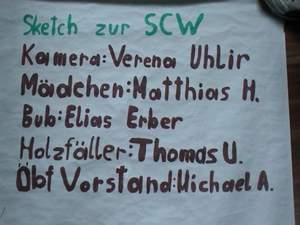 Sketch zur SCW
Kamera:Verena Uhlir
Mädchen:Matthias H.
Bub:Elias Erber
Holzfäller:Thomas U.
Öbf Vorstand:Michael A.